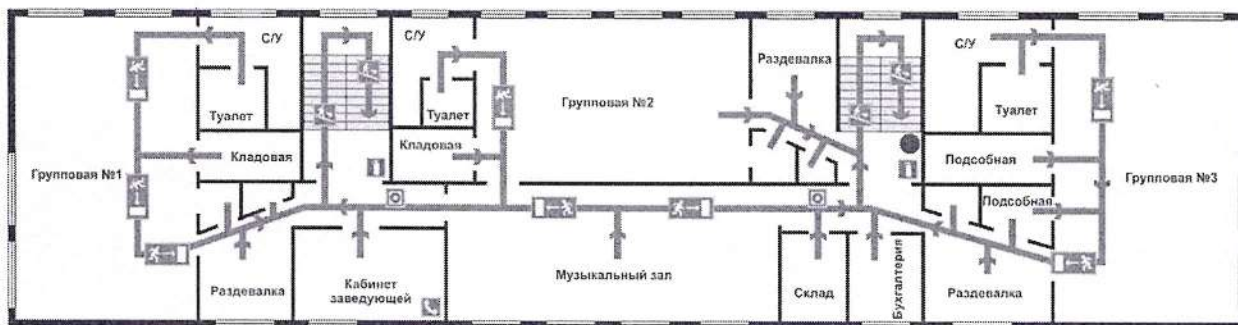 С/У
С/У
Раздевалка
С/У
Групповая №2
Туалет
Туалет
Туалет
Кладовая
Кладовая
Подсобная
Групповая №1
Групповая №3
Подсобная
Раздевалка
Кабинет
заведующей
Музыкальный зал
Склад
Бухгалтерия
Раздевалка